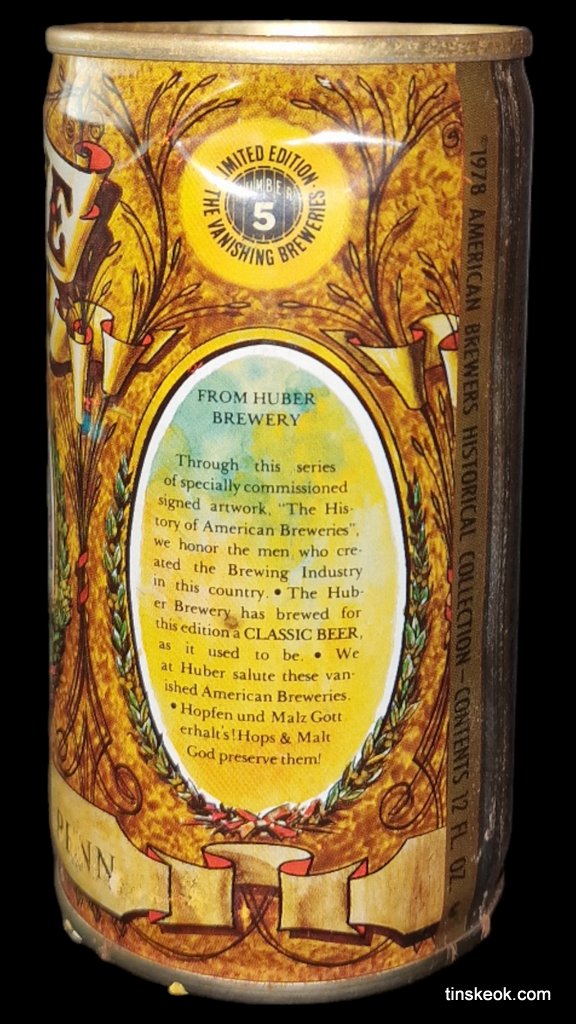 E
LIMITED EDITION·
NUMBER
5
THE VANISHING BREWERIES
FROM HUBER
BREWERY
Through this series
of specially commissioned
signed artwork, "The His-
tory of American Breweries",
we honor the men who cre-
ated the Brewing Industry
in this country. • The Hub-
er Brewery has brewed for
this edition a CLASSIC BEER,
as it used to be. • We
at Huber salute these van-
ished American Breweries.
• Hopfen und Malz Gott
erhalt's! Hops & Malt
God preserve them!
PENN
1978 AMERICAN BREWERS HISTORICAL COLLECTION – CONTENTS 12 FL. OZ.
tinskeok.com